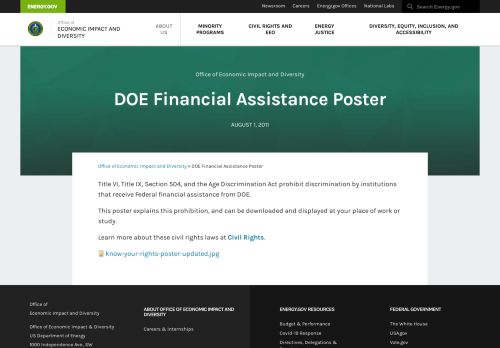 ENERGY.GOV
Newsroom Careers Energy.gov Offices National Labs Search Energy.gov
Office of
ECONOMIC IMPACT AND
DIVERSITY
ABOUT
US
MINORITY
PROGRAMS
CIVIL RIGHTS AND
EEO
ENERGY
JUSTICE
DIVERSITY, EQUITY, INCLUSION, AND
ACCESSIBILITY
Office of Economic Impact and Diversity
DOE Financial Assistance Poster
AUGUST 1, 2011
Office of Economic Impact and Diversity » DOE Financial Assistance Poster
Title VI, Title IX, Section 504, and the Age Discrimination Act prohibit discrimination by institutions
that receive Federal financial assistance from DOE.
This poster explains this prohibition, and can be downloaded and displayed at your place of work or
study.
Learn more about these civil rights laws at Civil Rights.
know-your-rights-poster-updated.jpg
Office of
Economic Impact and Diversity
Office of Economic Impact & Diversity
US Department of Energy
1000 Independence Ave, SW
ABOUT OFFICE OF ECONOMIC IMPACT AND
DIVERSITY
Careers & Internships
ENERGY.GOV RESOURCES
Budget & Performance
Covid-19 Response
Directives, Delegations &
FEDERAL GOVERNMENT
The White House
USA.gov
Vote.gov